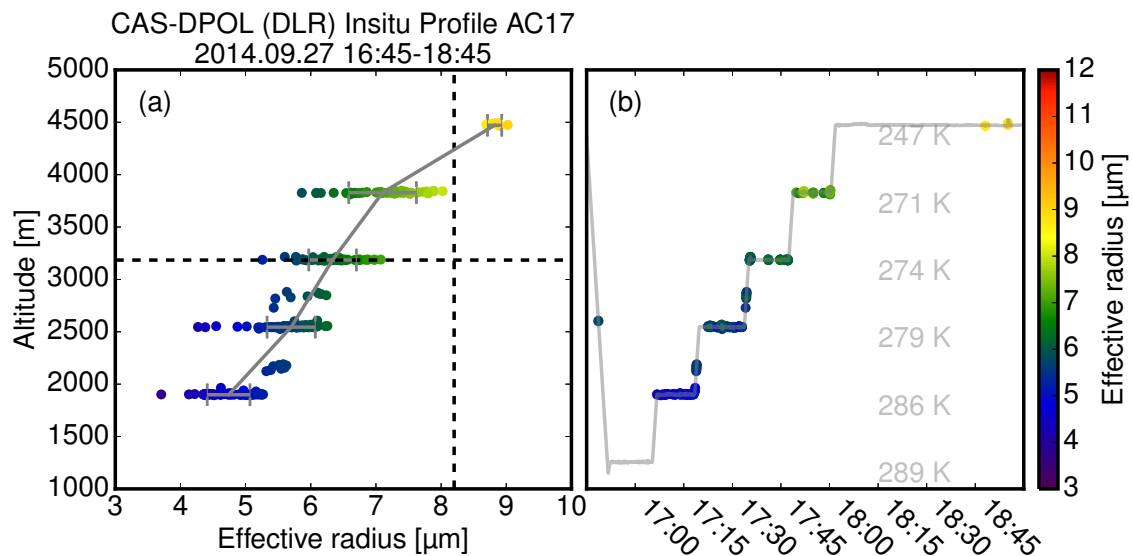 CAS-DPOL (DLR) Insitu Profile AC17
2014.09.27 16:45-18:45
(a)
(b)
Altitude [m]
5000
4500
4000
3500
3000
2500
2000
1500
1000
3 4 5 6 7 8 9 10
Effective radius [µm]
247 K
271 K
274 K
279 K
286 K
289 K
17:00 17:15 17:30 17:45 18:00 18:15 18:30 18:45
12
11
10
9
8
7
6
5
4
3
Effective radius [µm]